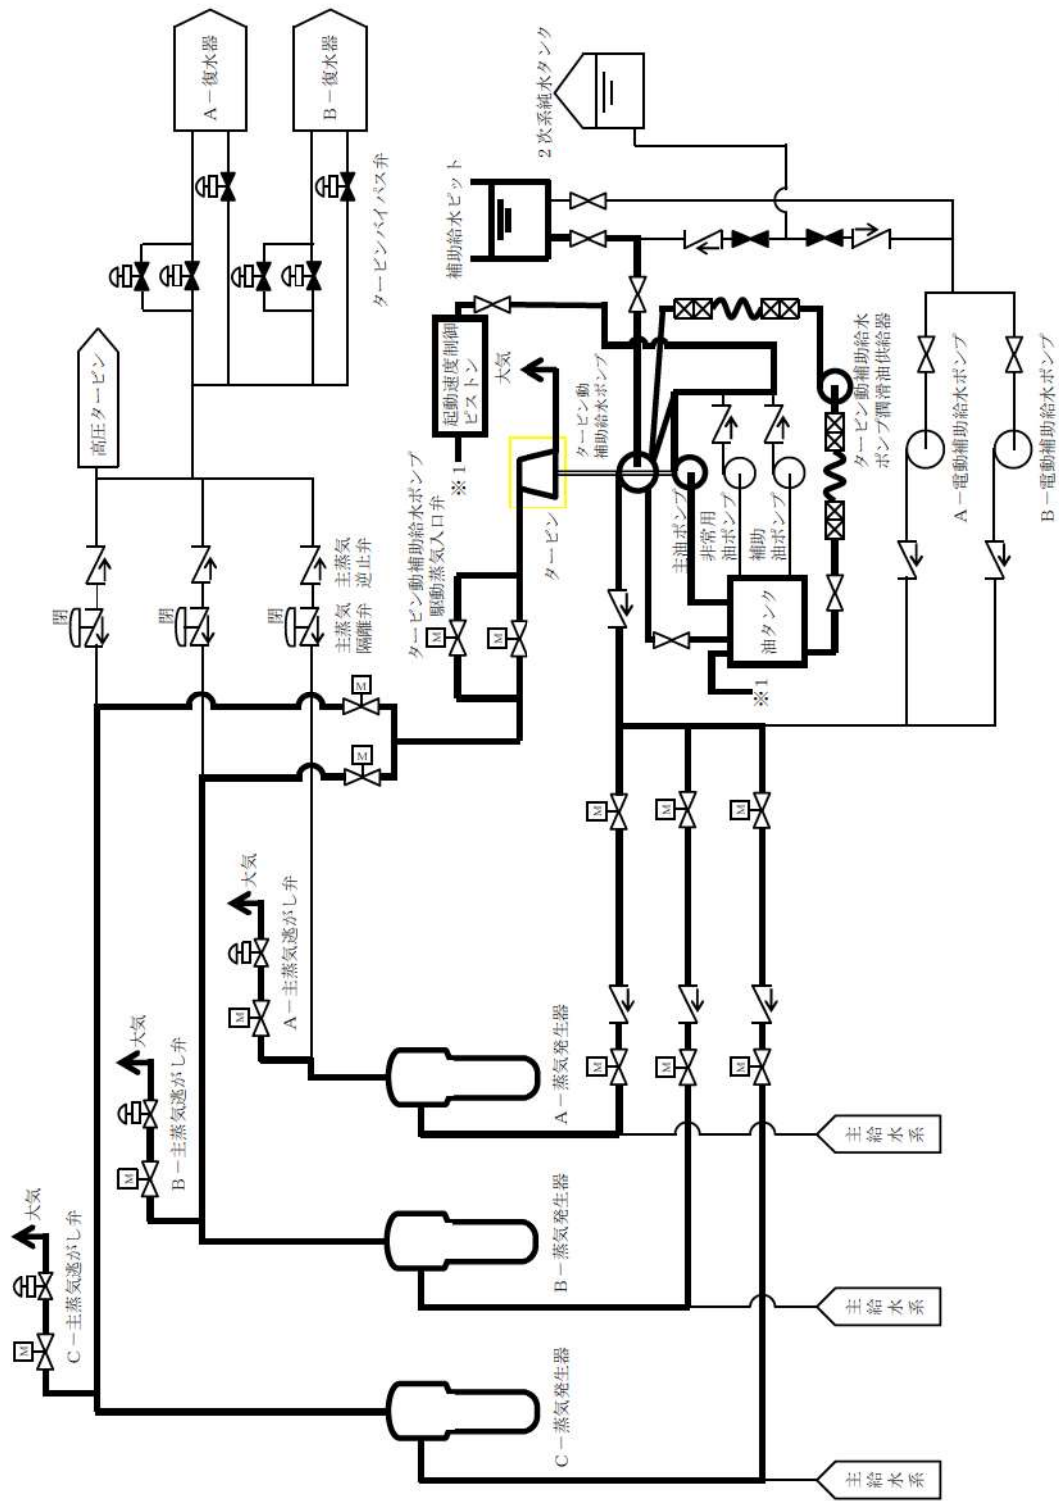 C－主蒸気逃がし弁
大気
M
B－主蒸気逃がし弁
大気
M
A－主蒸気逃がし弁
大気
M
閉
閉
閉
主蒸気
隔離弁
主蒸気
逆止弁
高圧タービン
A－復水器
B－復水器
タービンバイパス弁
M
M
タービン動補助給水ポンプ
駆動蒸気入口弁
M
M
タービン
※1
起動速度制御
ピストン
大気
タービン動
補助給水ポンプ
補助給水ピット
2次系純水タンク
主油ポンプ
非常用
油ポンプ
補助
油ポンプ
油タンク
※1
タービン動補助給水
ポンプ潤滑油供給器
A－電動補助給水ポンプ
B－電動補助給水ポンプ
C－蒸気発生器
B－蒸気発生器
A－蒸気発生器
M
M
M
M
M
M
主給水系
主給水系
主給水系